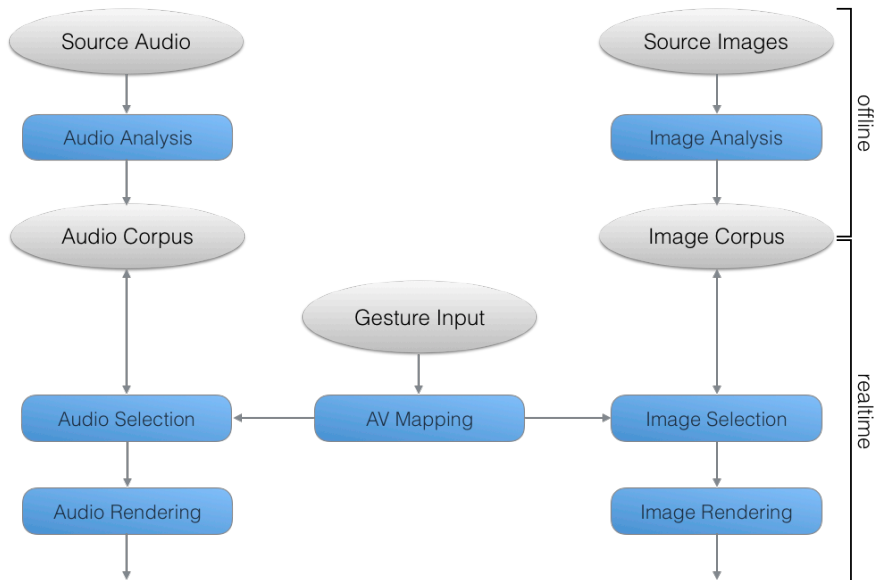 Source Audio
Source Images
Audio Analysis
Image Analysis
offline
Audio Corpus
Image Corpus
Gesture Input
realtime
Audio Selection
AV Mapping
Image Selection
Audio Rendering
Image Rendering